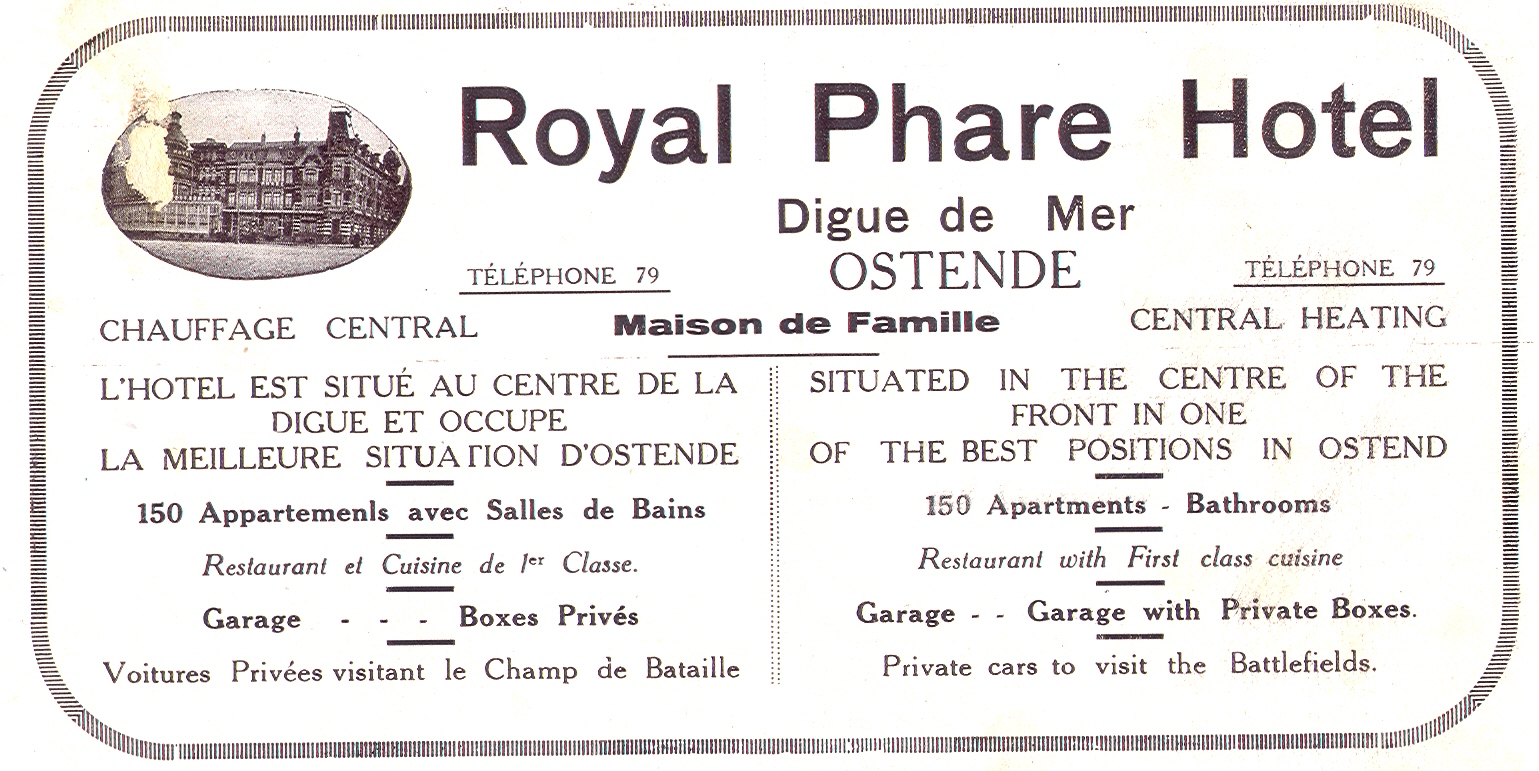 Royal Phare Hotel
Digue de Mer
OSTENDE
TÉLÉPHONE 79
TÉLÉPHONE 79
CHAUFFAGE CENTRAL
Maison de Famille
CENTRAL HEATING
L'HOTEL EST SITUÉ AU CENTRE DE LA
DIGUE ET OCCUPE
LA MEILLEURE SITUATION D'OSTENDE
150 Appartemenls avec Salles de Bains
Restaurant et Cuisine de 1er Classe.
Garage - - - Boxes Privés
Voitures Privées visitant le Champ de Bataille
SITUATED IN THE CENTRE OF THE
FRONT IN ONE
OF THE BEST POSITIONS IN OSTEND
150 Apartments - Bathrooms
Restaurant with First class cuisine
Garage - - Garage with Private Boxes.
Private cars to visit the Battlefields.